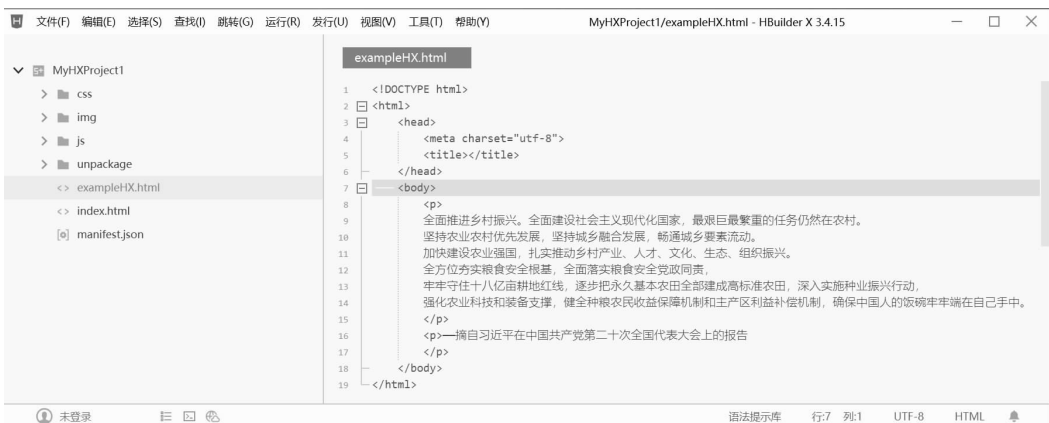 文件(F) 编辑(E) 选择(S) 查找(I) 跳转(G) 运行(R) 发行(U) 视图(V) 工具(T) 帮助(Y) MyHXProject1/exampleHX.html - HBuilder X 3.4.15
MyHXProject1
css
img
js
unpackage
exampleHX.html
index.html
manifest.json
exampleHX.html
1 <!DOCTYPE html>
2 <html>
3 <head>
4 <meta charset="utf-8">
5 <title></title>
6 </head>
7 <body>
8 <p>
9 全面推进乡村振兴。全面建设社会主义现代化国家，最艰巨最繁重的任务仍然在农村。
10 坚持农业农村优先发展，坚持城乡融合发展，畅通城乡要素流动。
11 加快建设农业强国，扎实推动乡村产业、人才、文化、生态、组织振兴。
12 全方位夯实粮食安全根基，全面落实粮食安全党政同责，
13 牢牢守住十八亿亩耕地红线，逐步把永久基本农田全部建成高标准农田，深入实施种业振兴行动，
14 强化农业科技和装备支撑，健全种粮农民收益保障机制和主产区利益补偿机制，确保中国人的饭碗牢牢端在自己手中。
15 </p>
16 <p>—摘自习近平在中国共产党第二十次全国代表大会上的报告
17 </p>
18 </body>
19 </html>
未登录 语法提示库 行:7 列:1 UTF-8 HTML